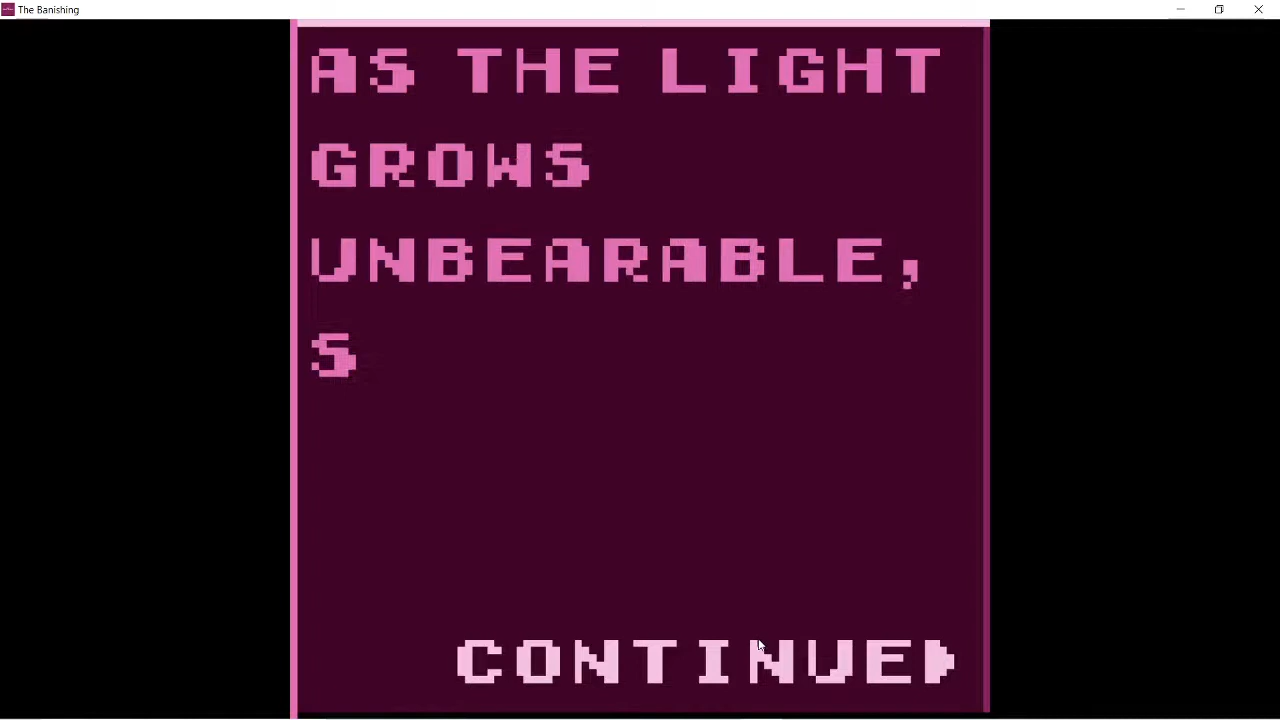 The Banishing
AS THE LIGHT
GROWS
UNBEARABLE,
S
CONTINUE